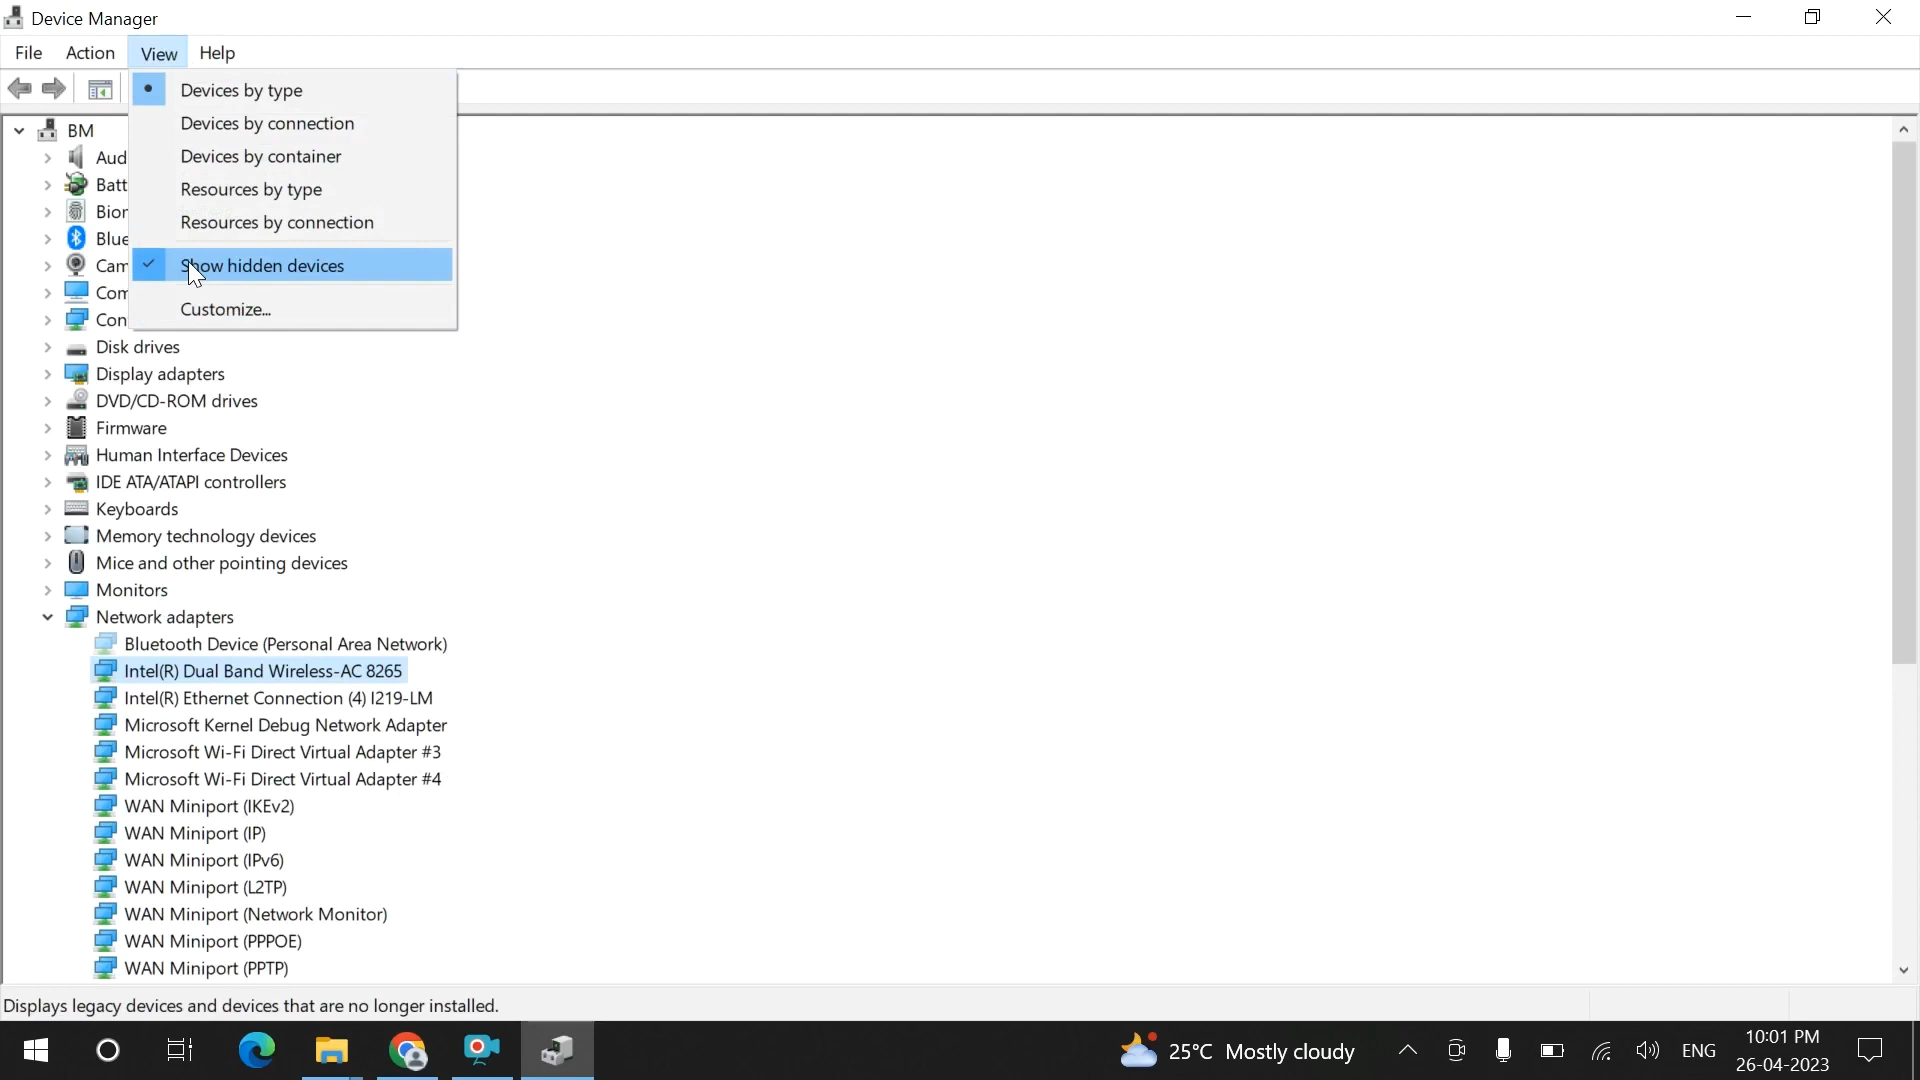 Device Manager
File Action View Help
Devices by type
Devices by connection
Devices by container
Resources by type
Resources by connection
Show hidden devices
Customize...
BM
Aud
Batt
Bior
Blue
Cam
Com
Con
Disk drives
Display adapters
DVD/CD-ROM drives
Firmware
Human Interface Devices
IDE ATA/ATAPI controllers
Keyboards
Memory technology devices
Mice and other pointing devices
Monitors
Network adapters
Bluetooth Device (Personal Area Network)
Intel(R) Dual Band Wireless-AC 8265
Intel(R) Ethernet Connection (4) I219-LM
Microsoft Kernel Debug Network Adapter
Microsoft Wi-Fi Direct Virtual Adapter #3
Microsoft Wi-Fi Direct Virtual Adapter #4
WAN Miniport (IKEv2)
WAN Miniport (IP)
WAN Miniport (IPv6)
WAN Miniport (L2TP)
WAN Miniport (Network Monitor)
WAN Miniport (PPPOE)
WAN Miniport (PPTP)
Displays legacy devices and devices that are no longer installed.
25°C Mostly cloudy
ENG
10:01 PM
26-04-2023